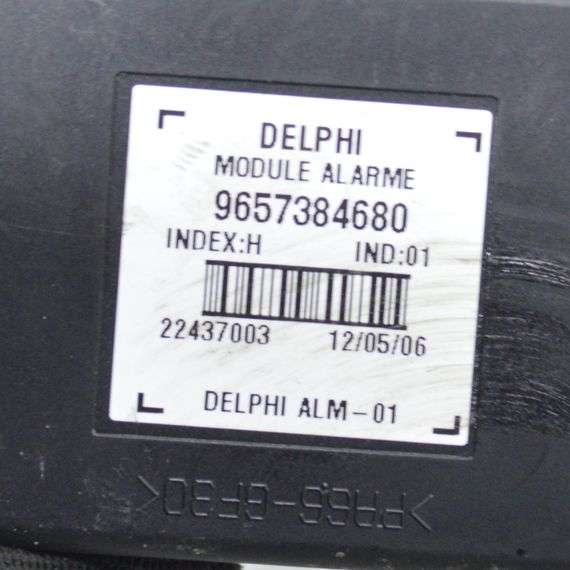 DELPHI
MODULE ALARME
9657384680
INDEX:H IND:01
22437003 12/05/06
DELPHI ALM-01
>PA66-GF30<